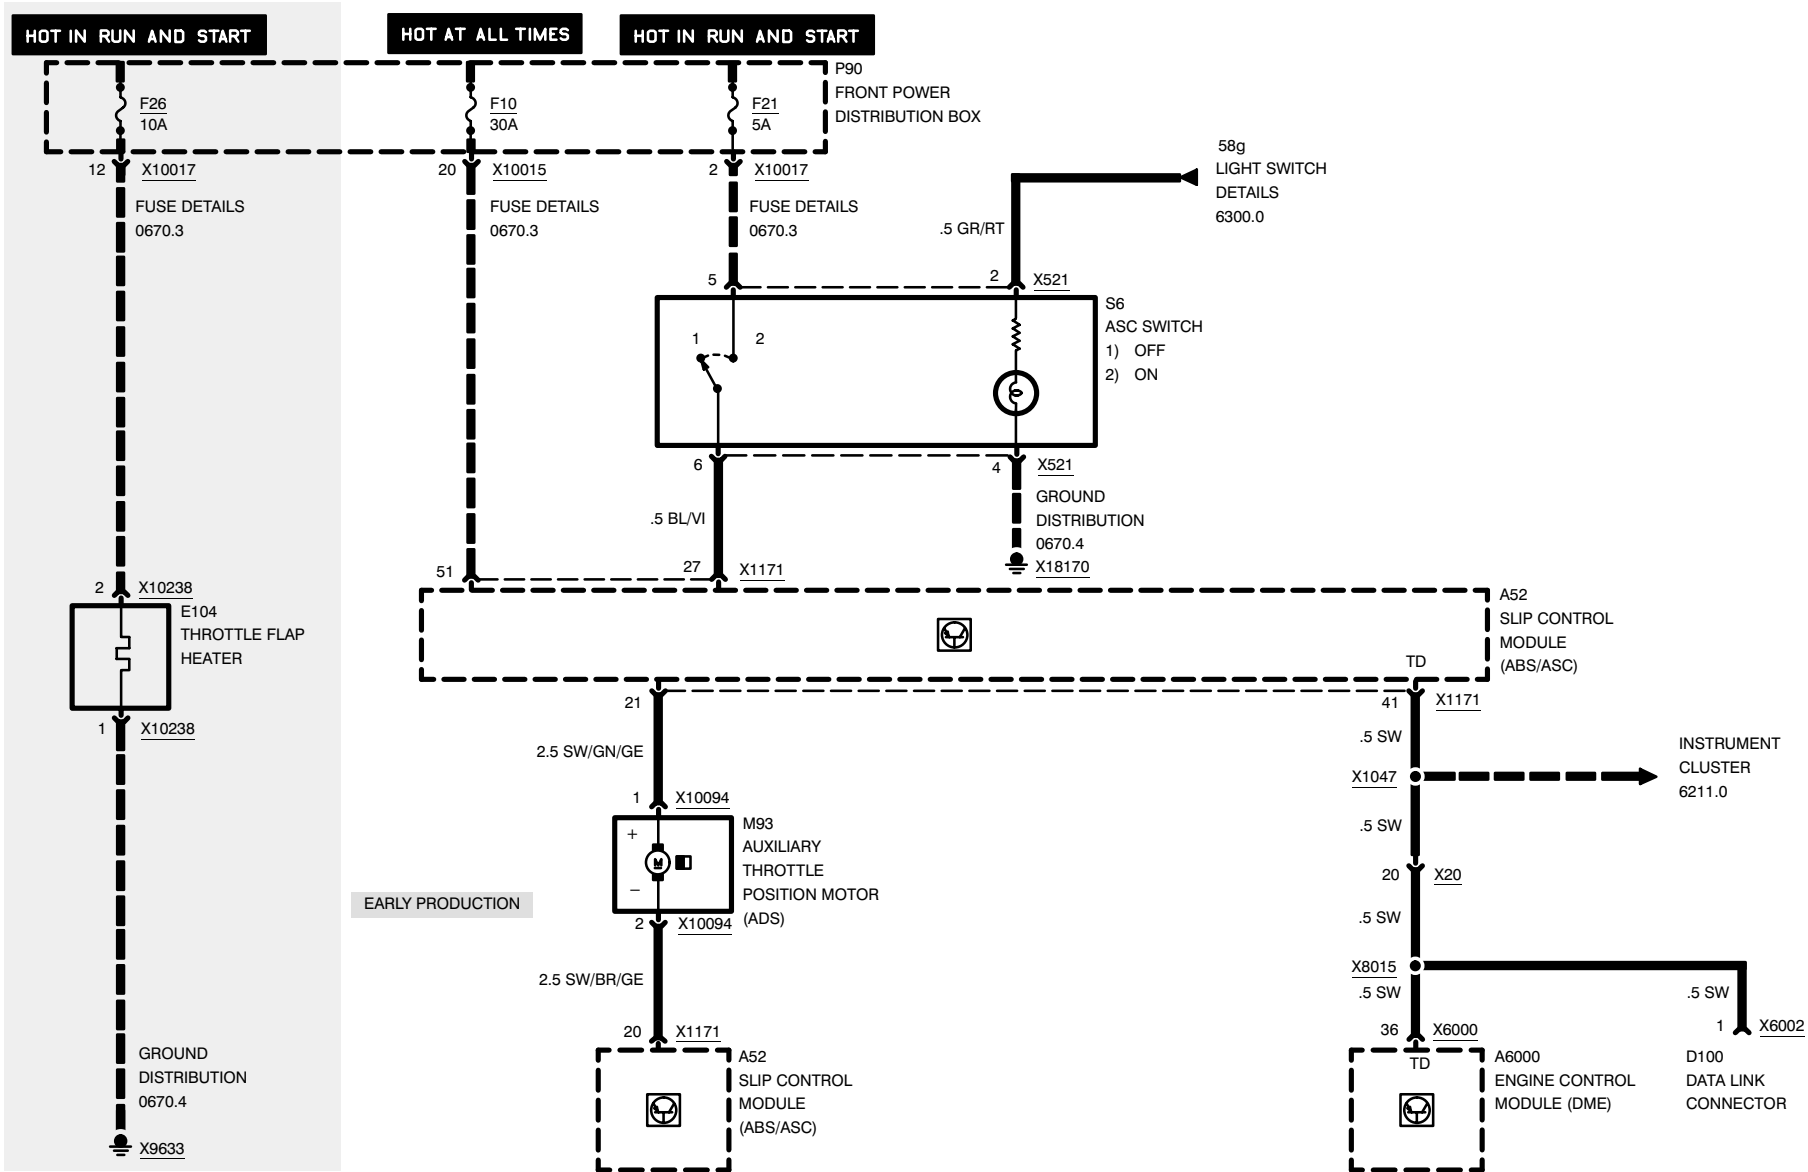 HOT IN RUN AND START
HOT AT ALL TIMES
HOT IN RUN AND START
P90
FRONT POWER
DISTRIBUTION BOX
F26
10A
F10
30A
F21
5A
12
X10017
20
X10015
2
X10017
58g
LIGHT SWITCH
DETAILS
6300.0
FUSE DETAILS
0670.3
FUSE DETAILS
0670.3
FUSE DETAILS
0670.3
.5 GR/RT
5
2
X521
S6
ASC SWITCH
1) OFF
2) ON
1
2
6
4
X521
.5 BL/VI
GROUND
DISTRIBUTION
0670.4
X18170
51
27
X1171
2
X10238
E104
THROTTLE FLAP
HEATER
A52
SLIP CONTROL
MODULE
(ABS/ASC)
TD
1
X10238
21
41
X1171
2.5 SW/GN/GE
.5 SW
X1047
INSTRUMENT
CLUSTER
6211.0
1
X10094
.5 SW
+
M
−
M93
AUXILIARY
THROTTLE
POSITION MOTOR
(ADS)
EARLY PRODUCTION
20
X20
2
X10094
.5 SW
2.5 SW/BR/GE
X8015
.5 SW
.5 SW
20
X1171
36
X6000
1
X6002
GROUND
DISTRIBUTION
0670.4
X9633
A52
SLIP CONTROL
MODULE
(ABS/ASC)
TD
A6000
ENGINE CONTROL
MODULE (DME)
D100
DATA LINK
CONNECTOR